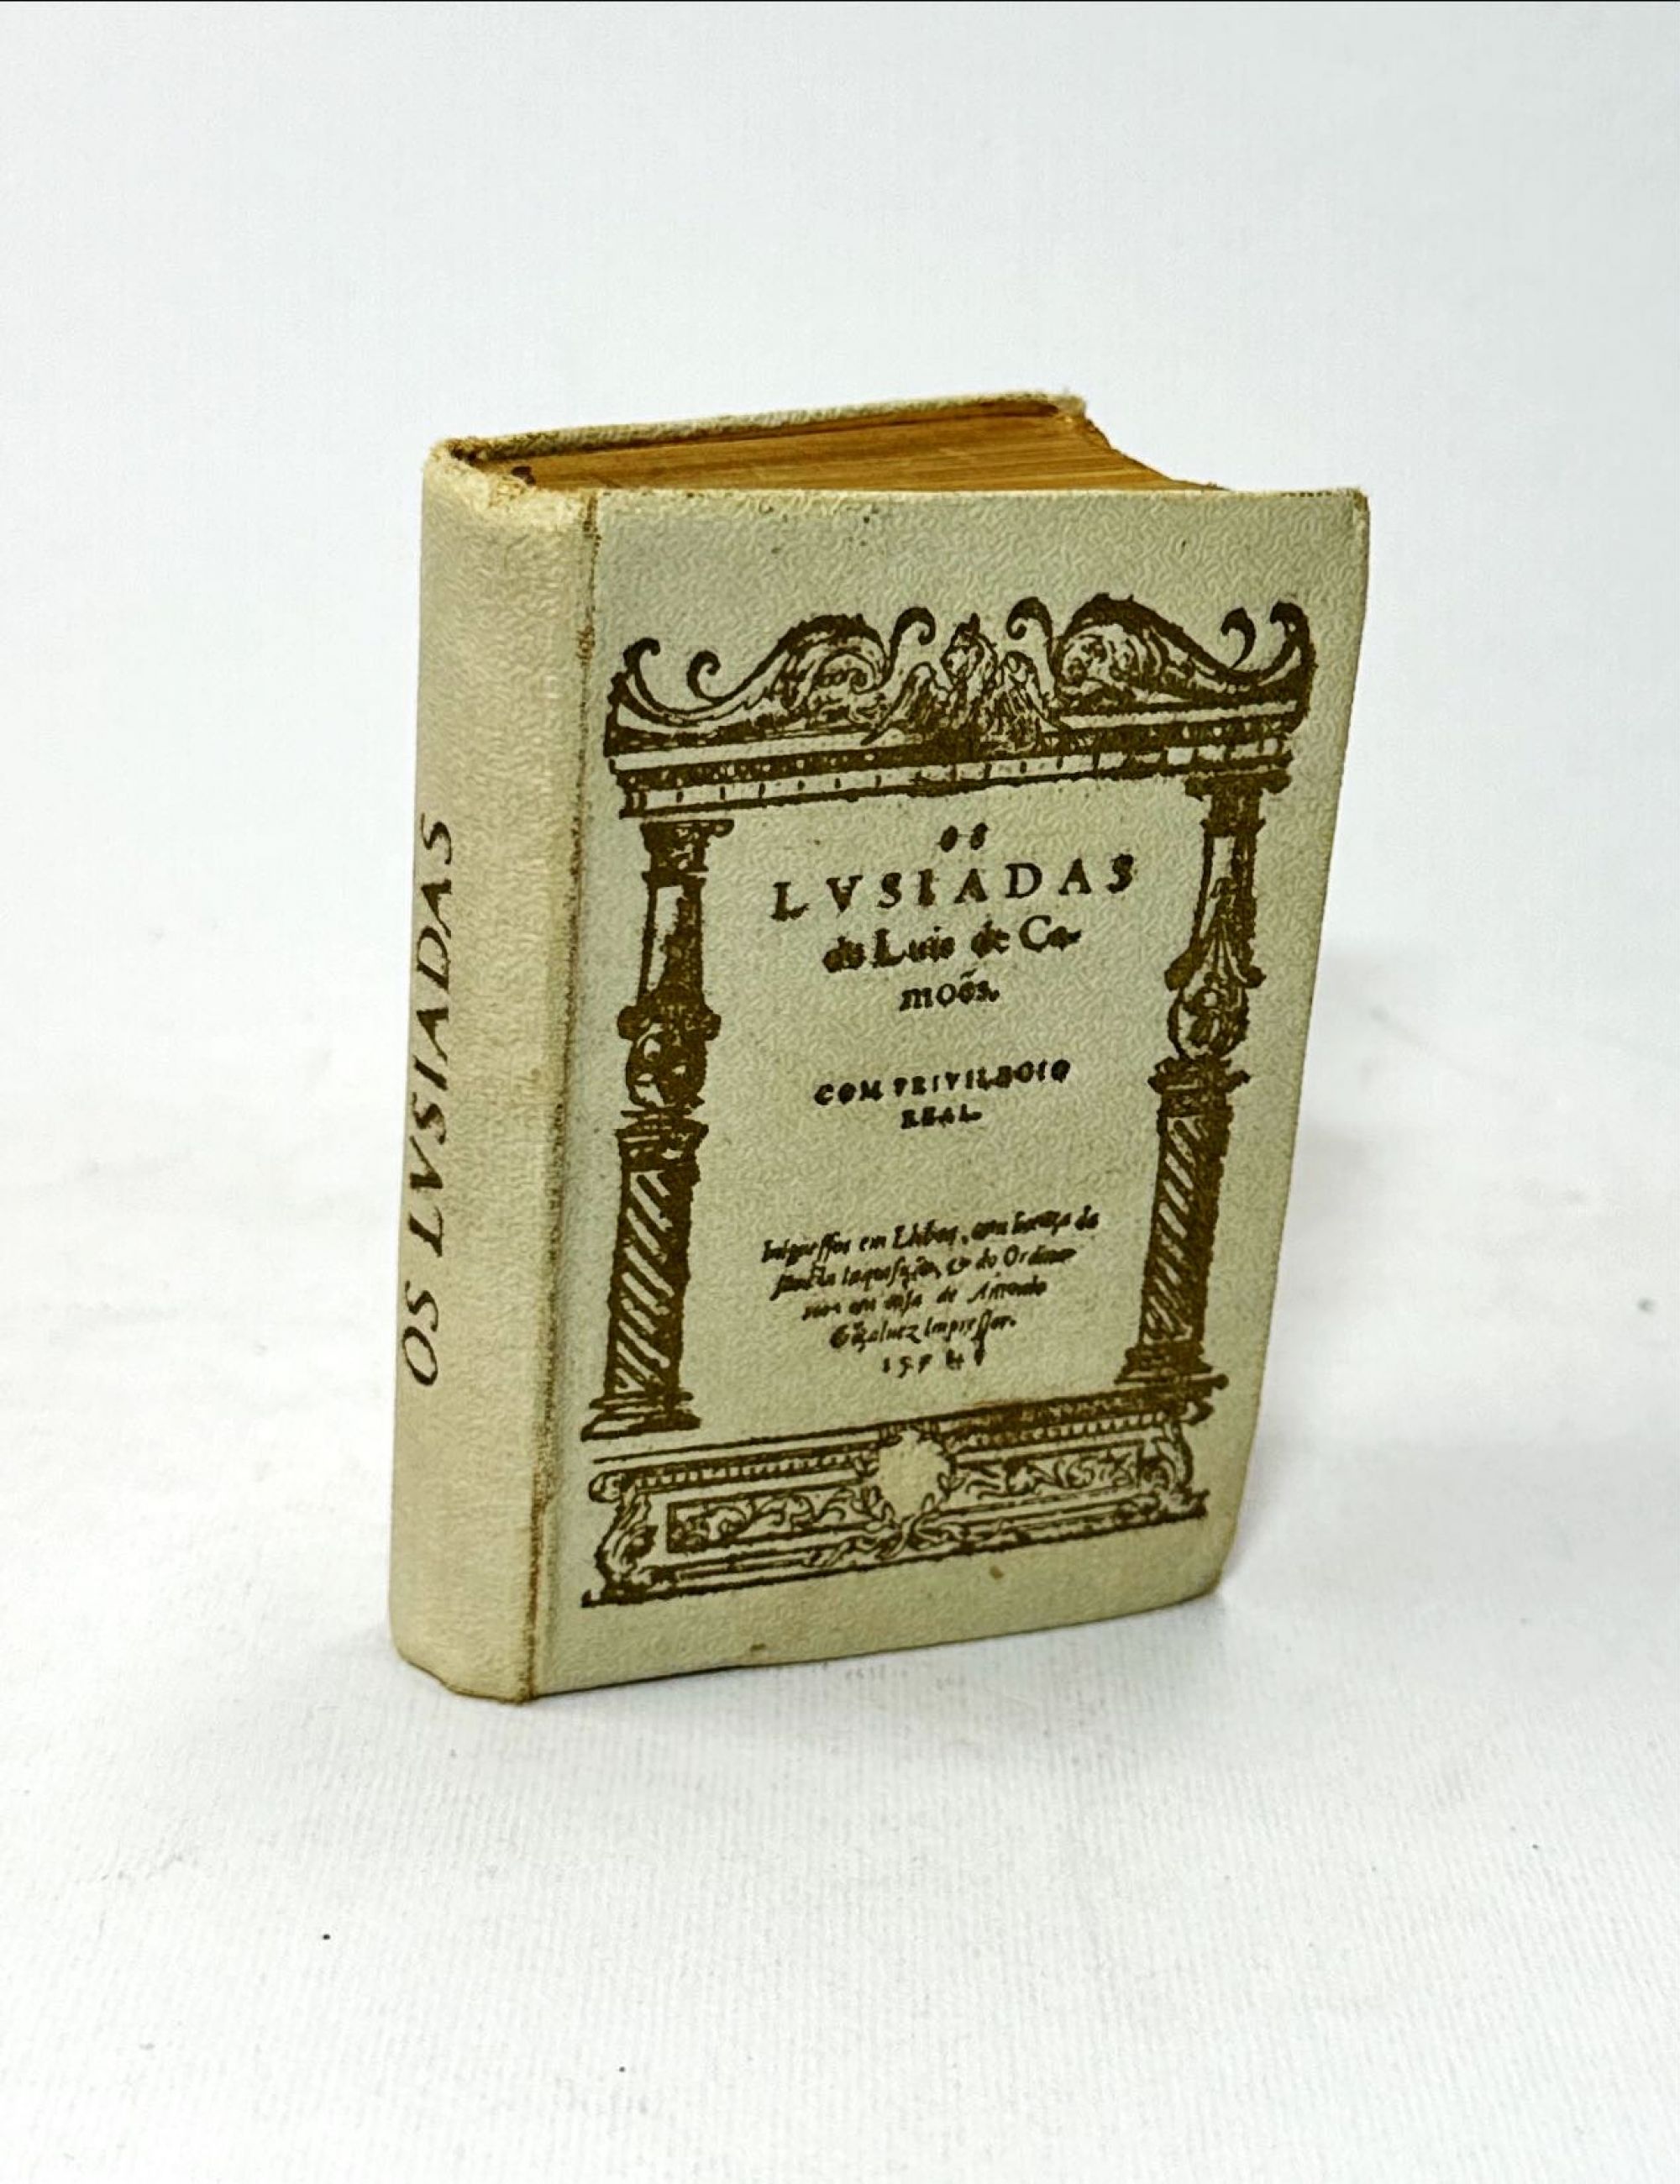 OS LVSIADAS
OS
LVSIADAS
de Luis de Ca-
moẽs.
COM PRIVILEGIO
REAL.
Impressos em Lisboa, com licença da
sancta Inquisição, & do Ordina-
rio: em casa de Antonio
Gõçaluez Impressor.
157